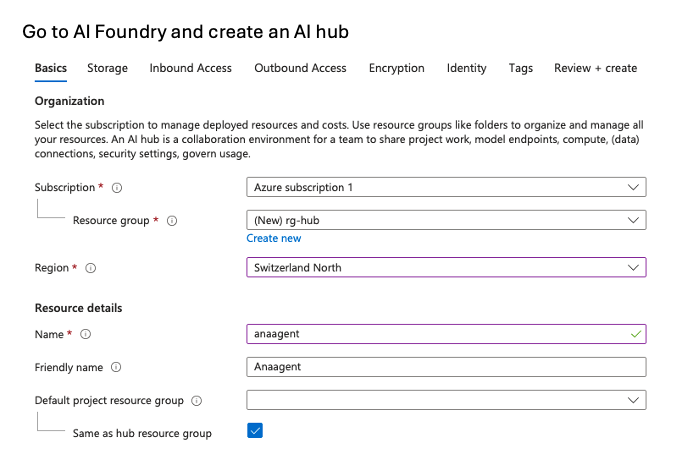 Go to AI Foundry and create an AI hub
Basics Storage Inbound Access Outbound Access Encryption Identity Tags Review + create
Organization
Select the subscription to manage deployed resources and costs. Use resource groups like folders to organize and manage all
your resources. An AI hub is a collaboration environment for a team to share project work, model endpoints, compute, (data)
connections, security settings, govern usage.
Subscription * Azure subscription 1
Resource group * (New) rg-hub
Create new
Region * Switzerland North
Resource details
Name * anaagent
Friendly name Anaagent
Default project resource group
Same as hub resource group